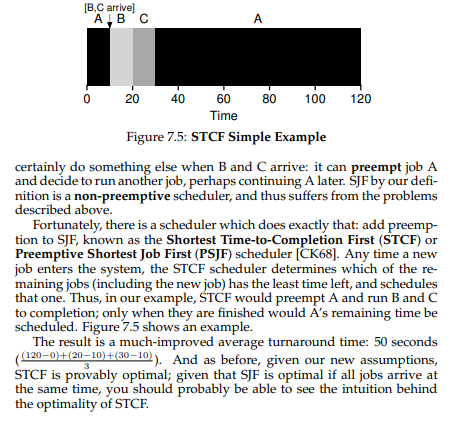 [B,C arrive]
A B C A
0 20 40 60 80 100 120
Time
Figure 7.5: STCF Simple Example
certainly do something else when B and C arrive: it can preempt job A
and decide to run another job, perhaps continuing A later. SJF by our defi-
nition is a non-preemptive scheduler, and thus suffers from the problems
described above.
Fortunately, there is a scheduler which does exactly that: add preemp-
tion to SJF, known as the Shortest Time-to-Completion First (STCF) or
Preemptive Shortest Job First (PSJF) scheduler [CK68]. Any time a new
job enters the system, the STCF scheduler determines which of the re-
maining jobs (including the new job) has the least time left, and schedules
that one. Thus, in our example, STCF would preempt A and run B and C
to completion; only when they are finished would A's remaining time be
scheduled. Figure 7.5 shows an example.
The result is a much-improved average turnaround time: 50 seconds
((120−0)+(20−10)+(30−10)/3). And as before, given our new assumptions,
STCF is provably optimal; given that SJF is optimal if all jobs arrive at
the same time, you should probably be able to see the intuition behind
the optimality of STCF.